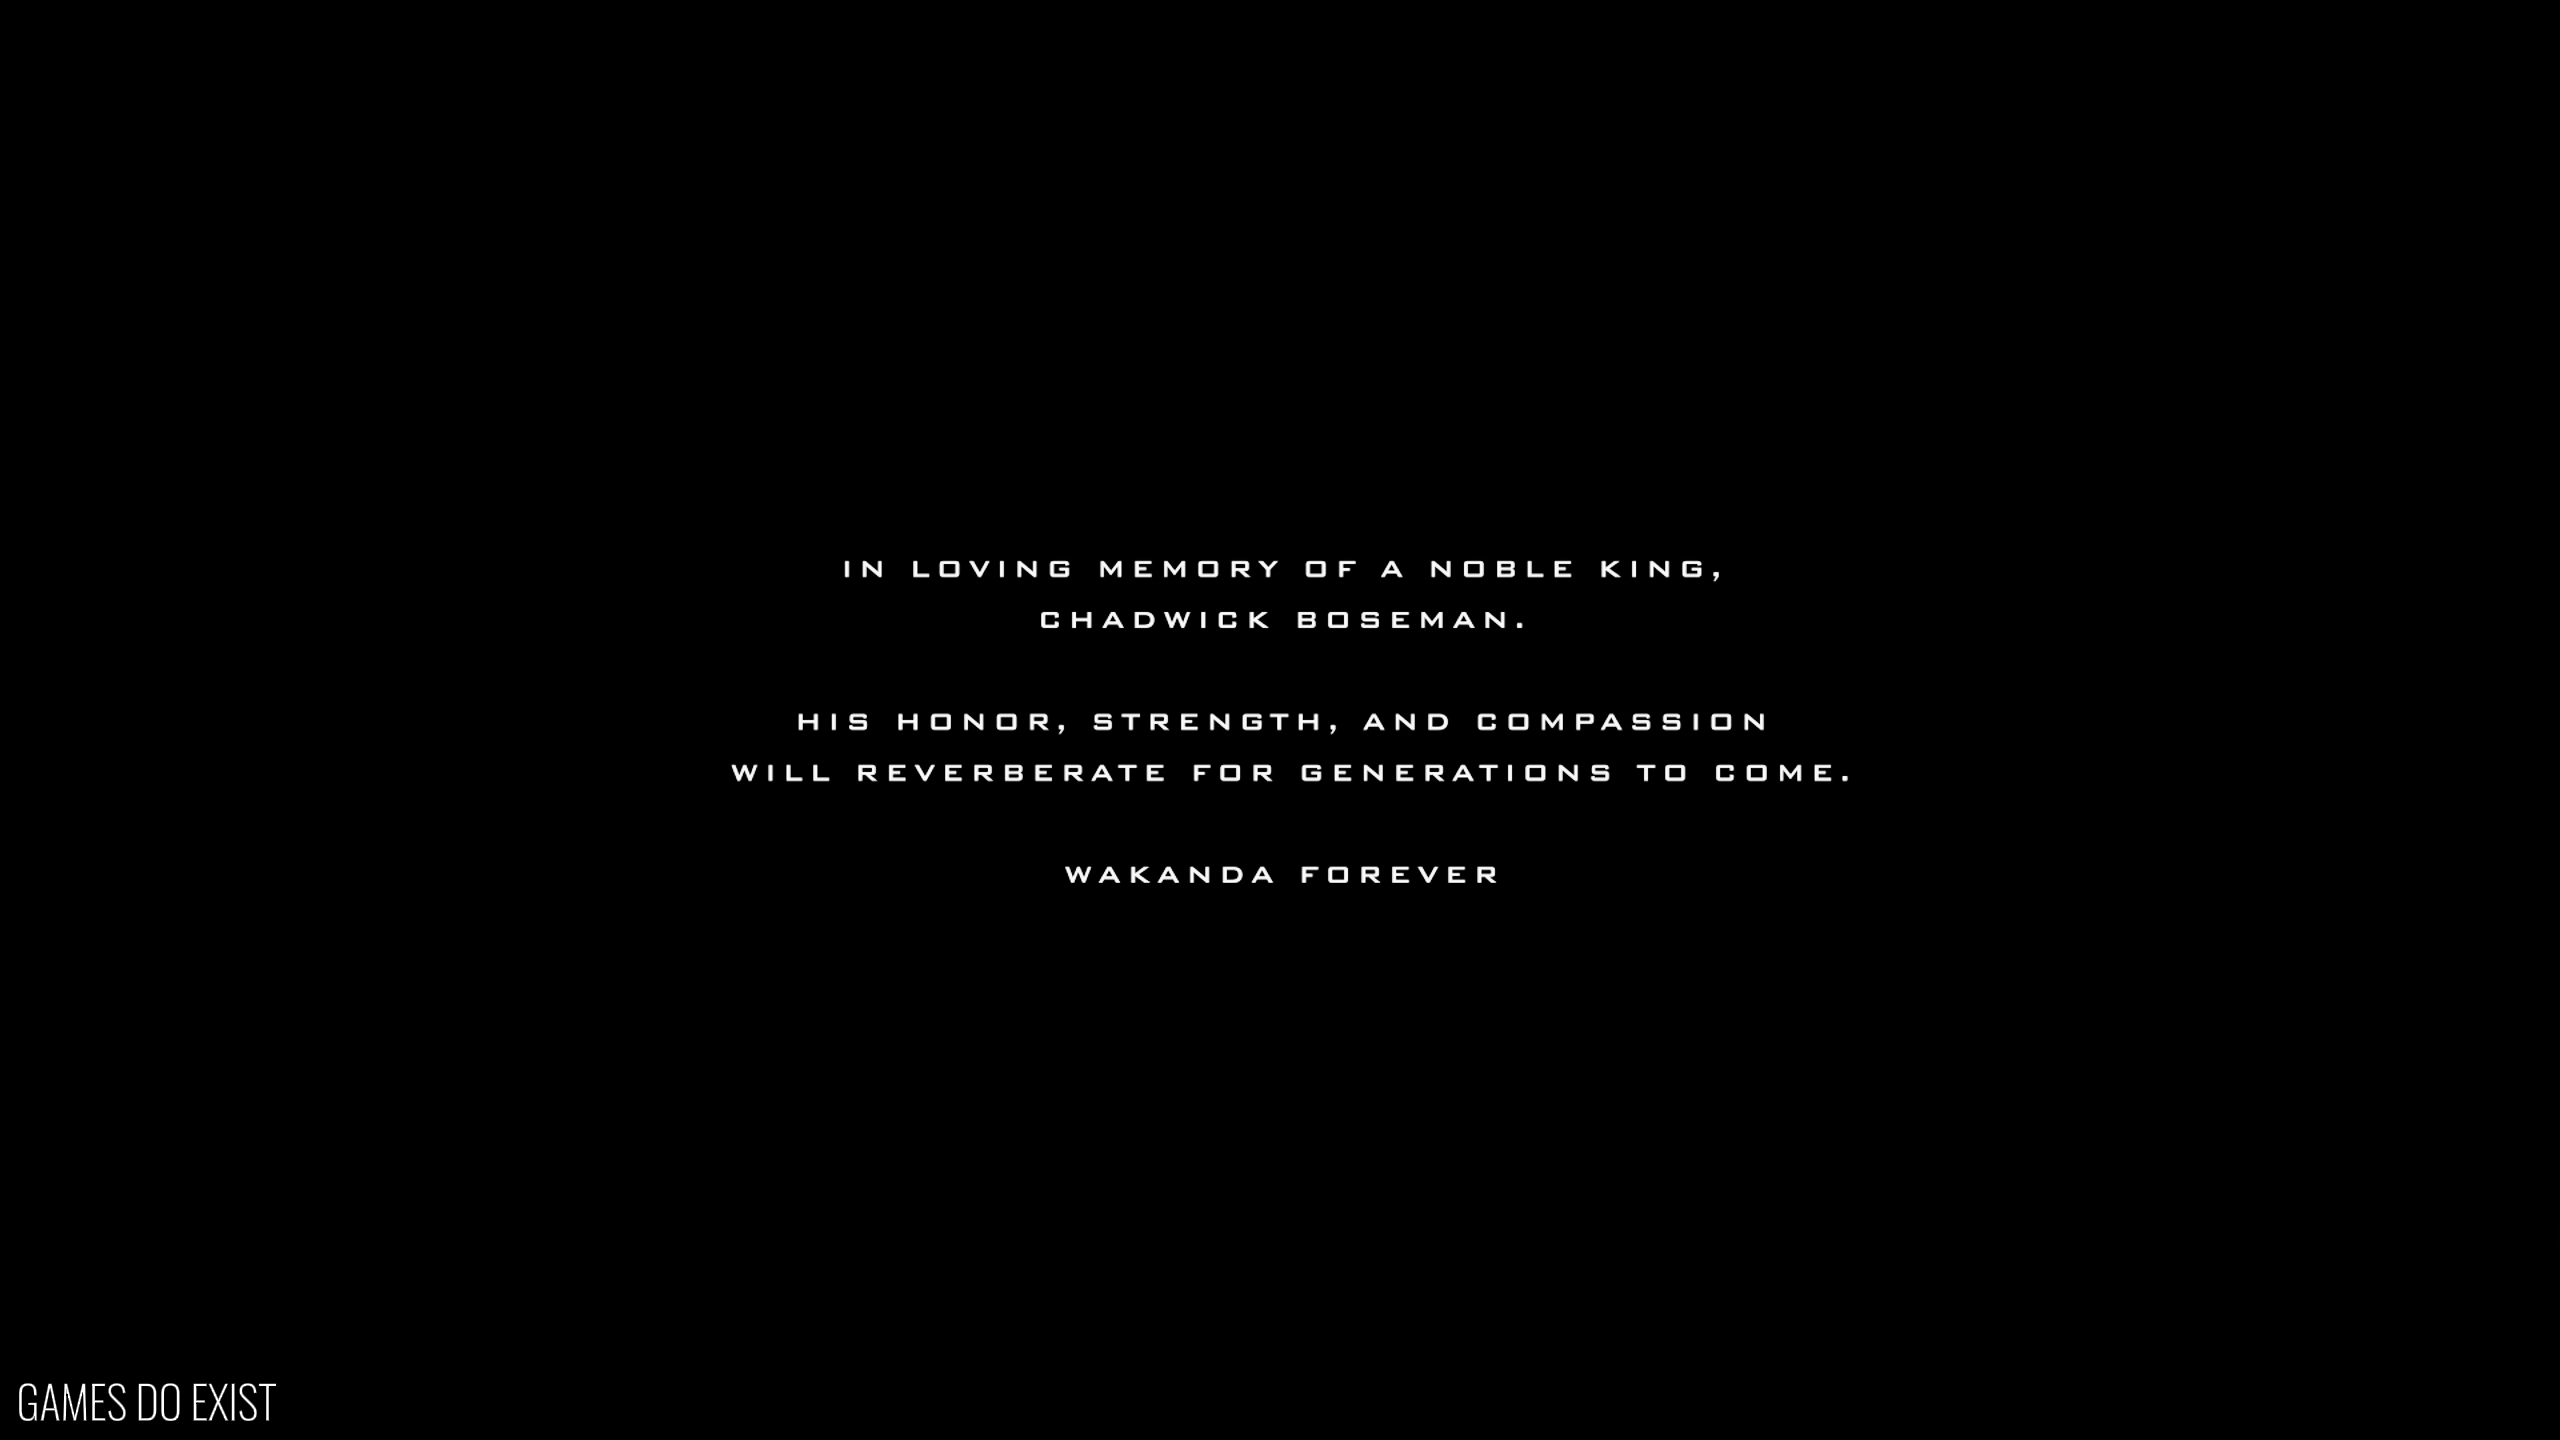 IN LOVING MEMORY OF A NOBLE KING,
CHADWICK BOSEMAN.
HIS HONOR, STRENGTH, AND COMPASSION
WILL REVERBERATE FOR GENERATIONS TO COME.
WAKANDA FOREVER
GAMES DO EXIST